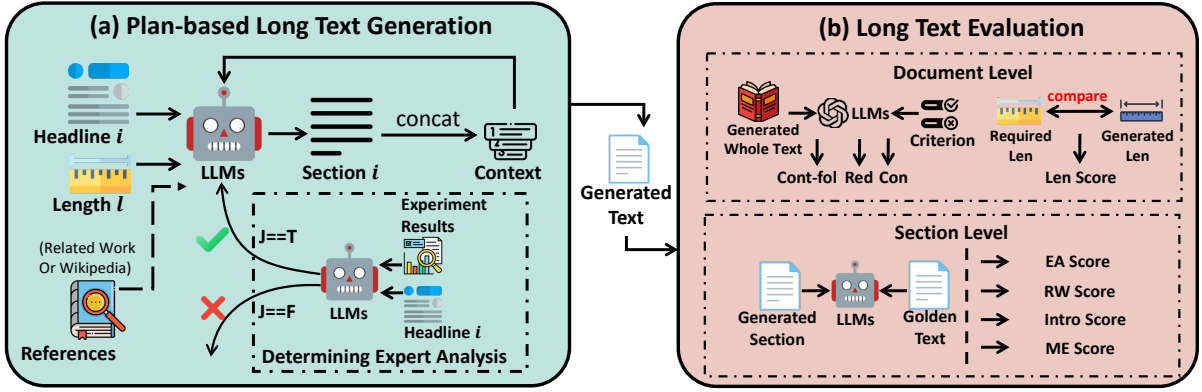 (a) Plan-based Long Text Generation
Headline i
Length l
(Related Work
Or Wikipedia)
References
LLMs
Section i
concat
Context
J==T
J==F
Experiment
Results
LLMs
Headline i
Determining Expert Analysis
Generated
Text
(b) Long Text Evaluation
Document Level
Generated
Whole Text
LLMs
Criterion
Cont-fol
Red
Con
Required
Len
compare
Generated
Len
Len Score
Section Level
Generated
Section
LLMs
Golden
Text
EA Score
RW Score
Intro Score
ME Score